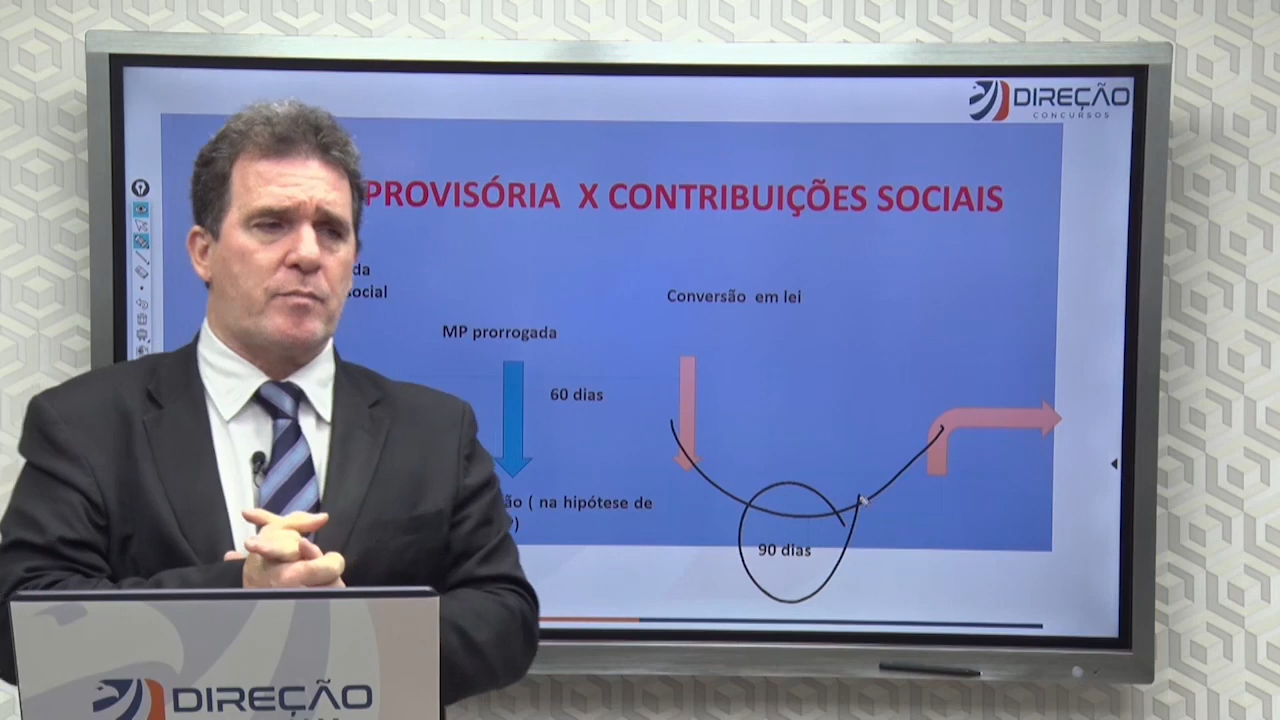 DIREÇÃO
CONCURSOS
PROVISÓRIA X CONTRIBUIÇÕES SOCIAIS
da
social
Conversão em lei
MP prorrogada
60 dias
ão ( na hipótese de
90 dias
DIREÇÃO